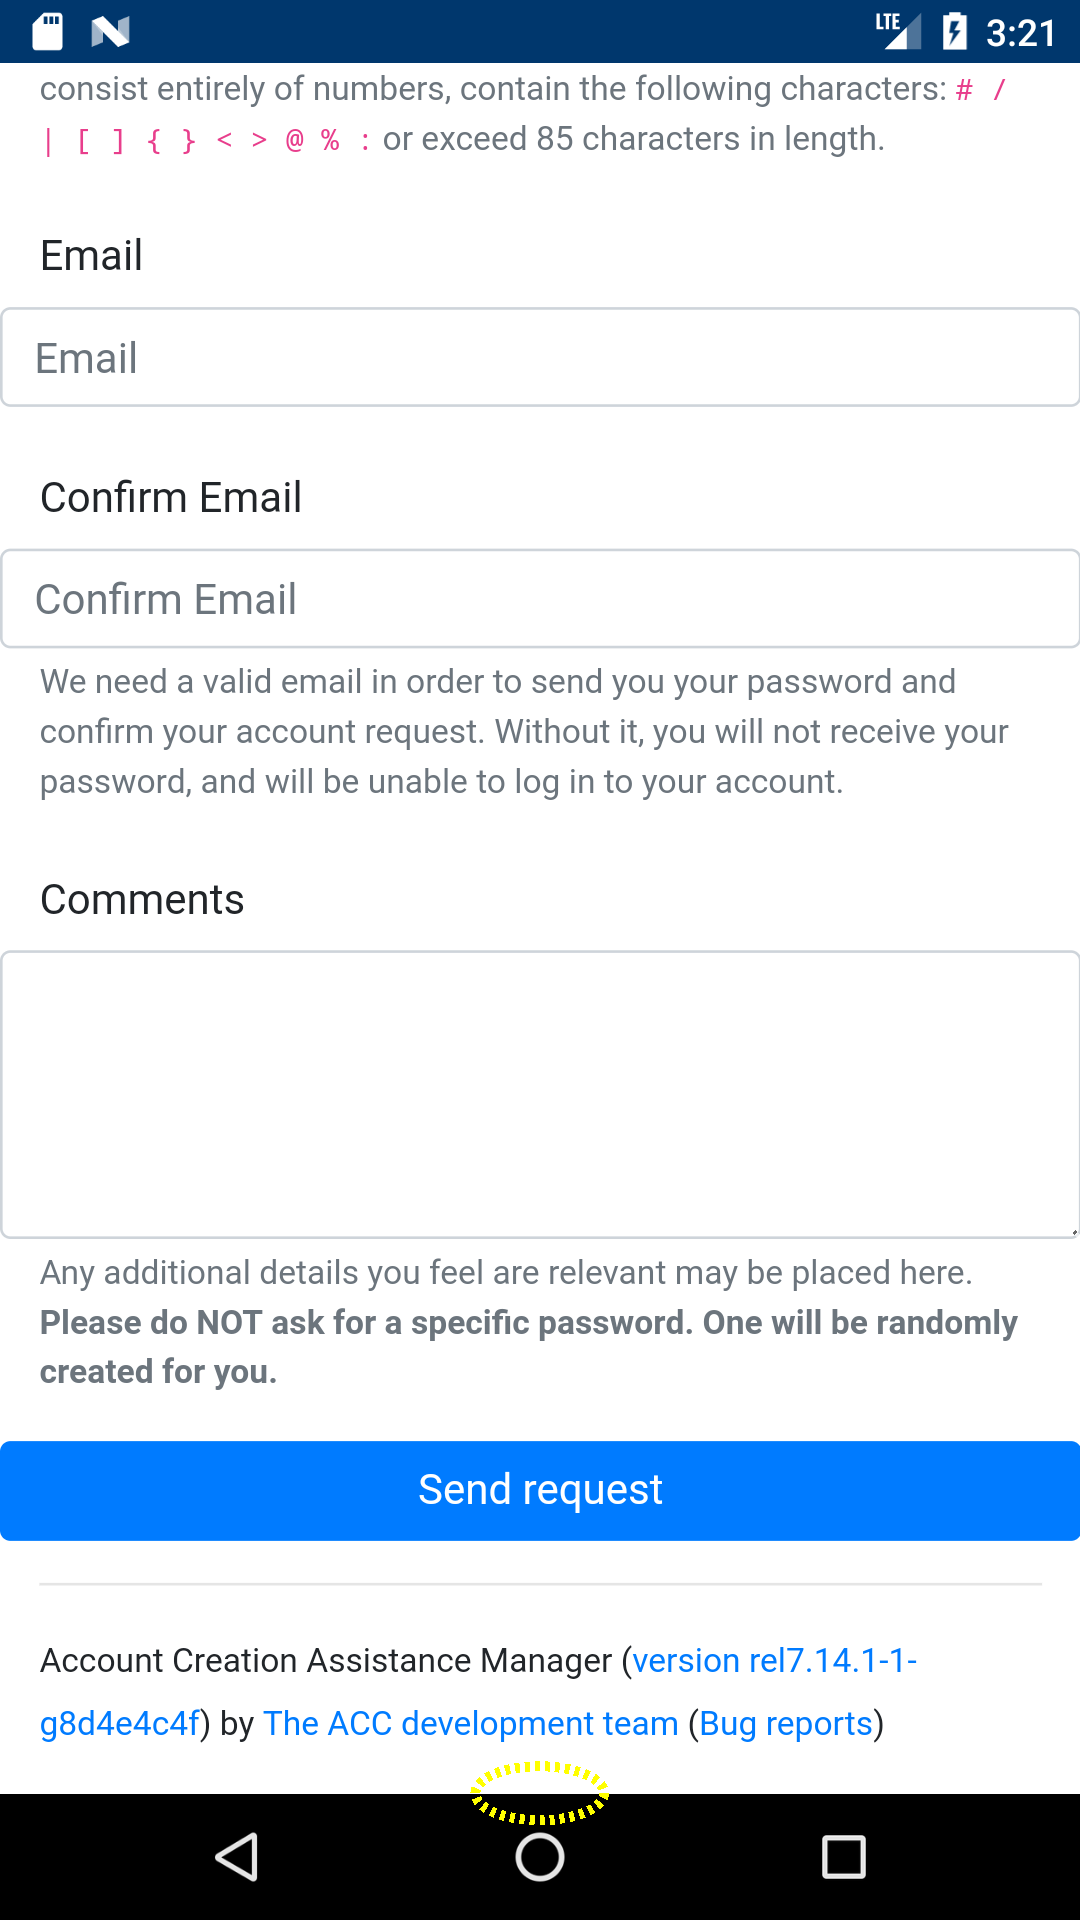 LTE 3:21
consist entirely of numbers, contain the following characters: # /
| [ ] { } < > @ % : or exceed 85 characters in length.
Email
Email
Confirm Email
Confirm Email
We need a valid email in order to send you your password and
confirm your account request. Without it, you will not receive your
password, and will be unable to log in to your account.
Comments
Any additional details you feel are relevant may be placed here.
Please do NOT ask for a specific password. One will be randomly
created for you.
Send request
Account Creation Assistance Manager (version rel7.14.1-1-
g8d4e4c4f) by The ACC development team (Bug reports)